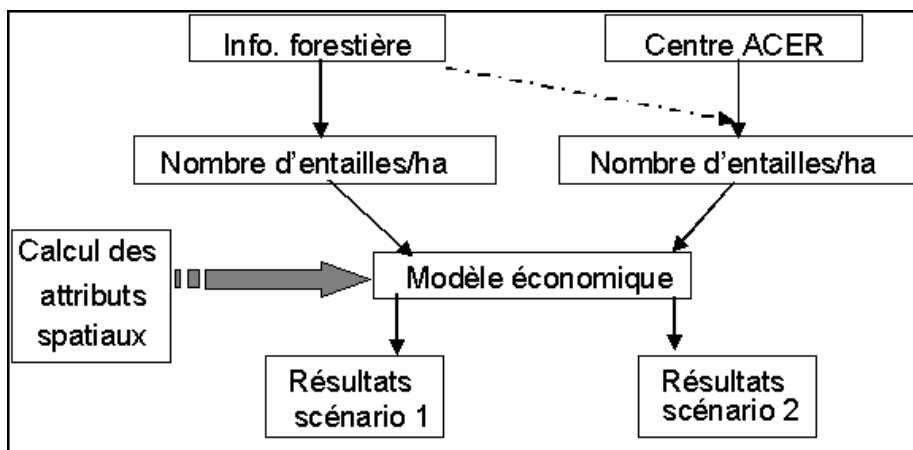 Info. forestière
Centre ACER
Nombre d'entailles/ha
Nombre d'entailles/ha
Calcul des
attributs
spatiaux
Modèle économique
Résultats
scénario 1
Résultats
scénario 2